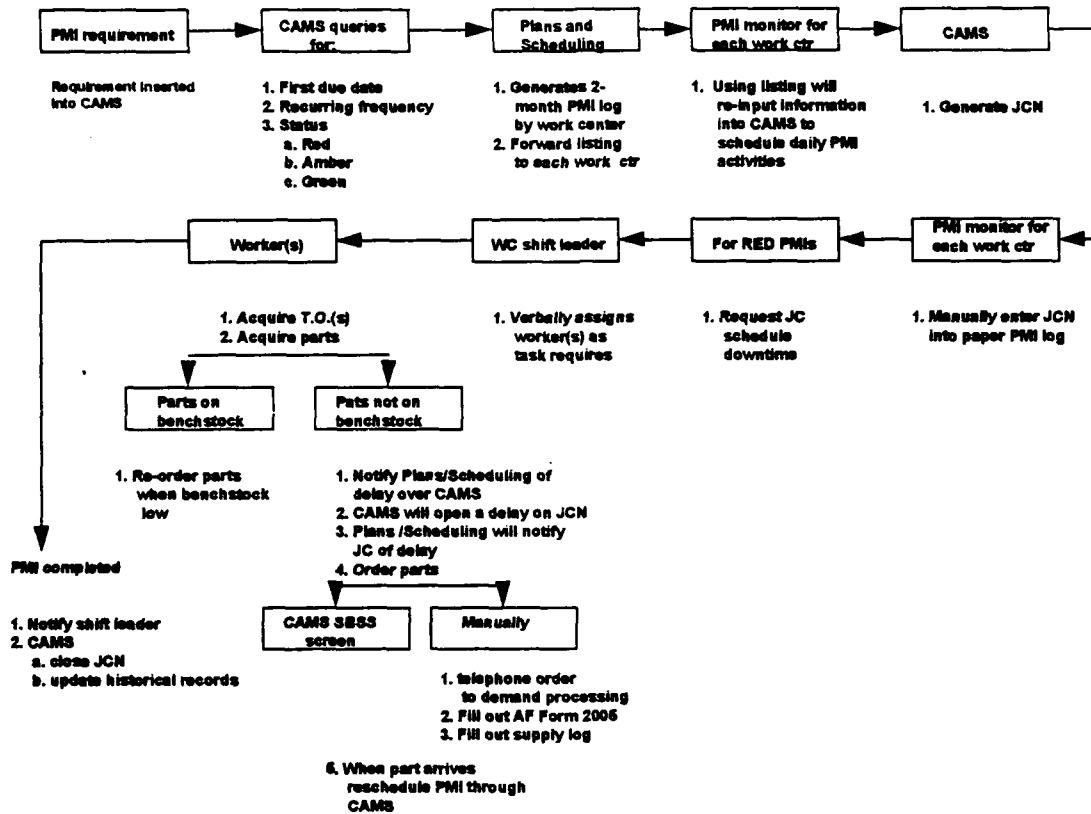 PMI requirement
Requirement inserted
into CAMS
CAMS queries
for:
1. First due date
2. Recurring frequency
3. Status
a. Red
b. Amber
c. Green
Plans and
Scheduling
1. Generates 2-
month PMI log
by work center
2. Forward listing
to each work ctr
PMI monitor for
each work ctr
1. Using listing will
re-input information
into CAMS to
schedule daily PMI
activities
CAMS
1. Generate JCN
PMI monitor for
each work ctr
1. Manually enter JCN
into paper PMI log
For RED PMIs
1. Request JC
schedule
downtime
WC shift leader
1. Verbally assigns
worker(s) as
task requires
Worker(s)
1. Acquire T.O.(s)
2. Acquire parts
Parts on
benchstock
1. Re-order parts
when benchstock
low
Pats not on
benchstock
1. Notify Plans/Scheduling of
delay over CAMS
2. CAMS will open a delay on JCN
3. Plans /Scheduling will notify
JC of delay
4. Order parts
CAMS SBSS
screen
Manually
1. telephone order
to demand processing
2. Fill out AF Form 2005
3. Fill out supply log
5. When part arrives
reschedule PMI through
CAMS
PMI completed
1. Notify shift leader
2. CAMS
a. close JCN
b. update historical records